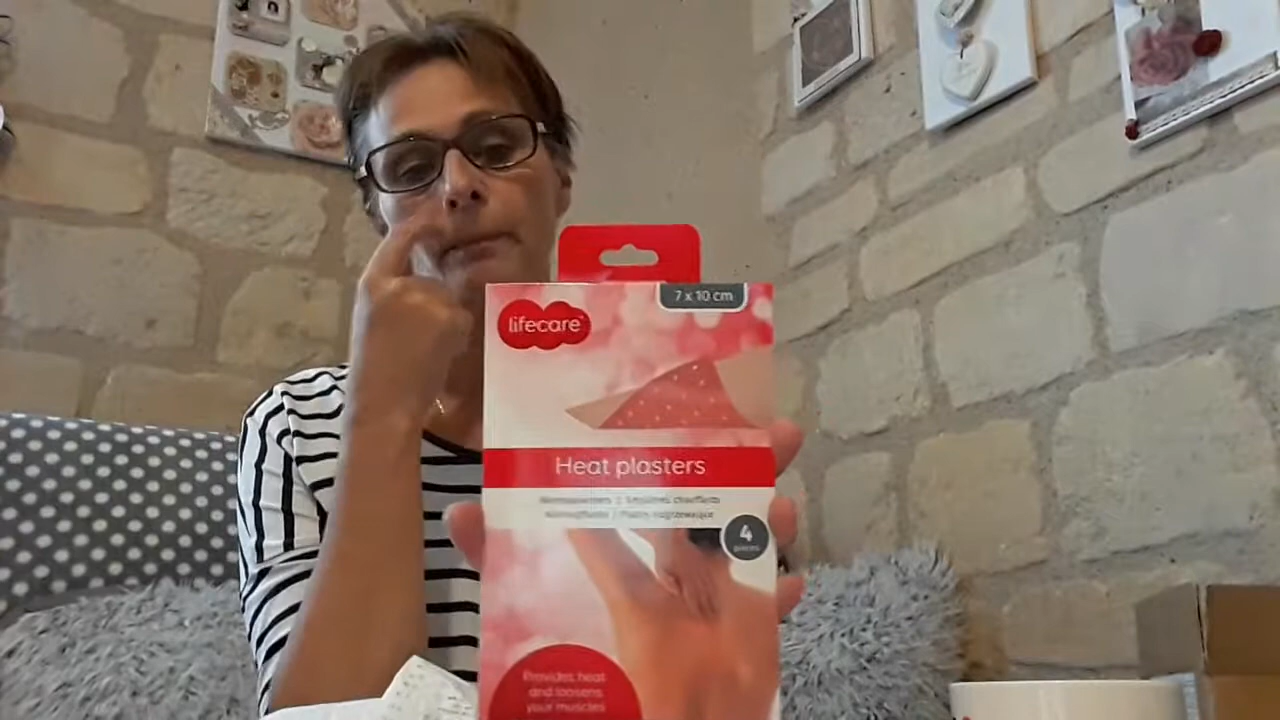 7 x 10 cm
lifecare
Heat plasters
4
Provides heat
and loosens
your muscles